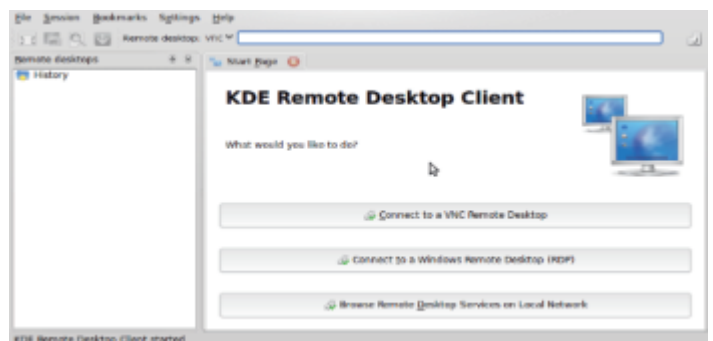 File Session Bookmarks Settings Help
Remote desktop: VNC
Remote desktops
Start Page
History
KDE Remote Desktop Client
What would you like to do?
Connect to a VNC Remote Desktop
Connect to a Windows Remote Desktop (RDP)
Browse Remote Desktop Services on Local Network
KDE Remote Desktop Client started